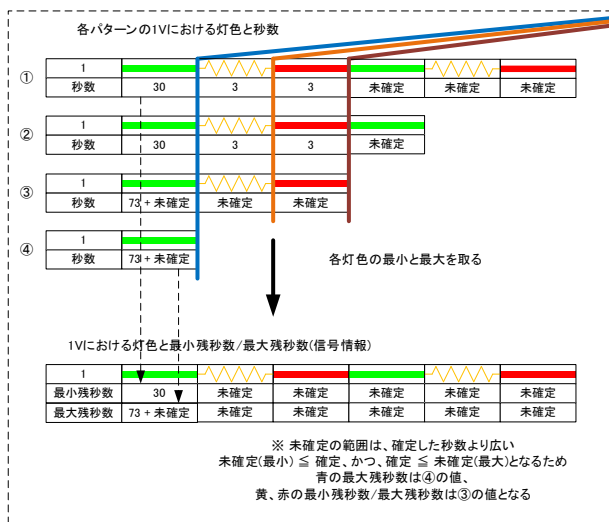 各パターンの1Vにおける灯色と秒数
①
1
秒数 30 3 3 未確定 未確定 未確定
②
1
秒数 30 3 3 未確定
③
1
秒数 73 + 未確定 未確定 未確定
④
1
秒数 73 + 未確定
各灯色の最小と最大を取る
1Vにおける灯色と最小残秒数/最大残秒数(信号情報)
1
最小残秒数 30 未確定 未確定 未確定 未確定 未確定
最大残秒数 73 + 未確定 未確定 未確定 未確定 未確定 未確定
※ 未確定の範囲は、確定した秒数より広い
未確定(最小) ≦ 確定、かつ、確定 ≦ 未確定(最大)となるため
青の最大残秒数は④の値、
黄、赤の最小残秒数/最大残秒数は③の値となる